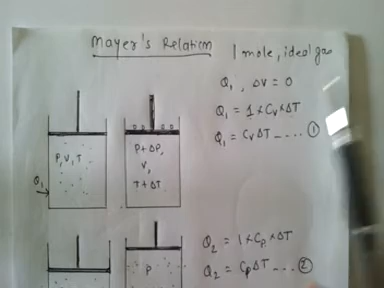 Mayer's Relation
1 mole, ideal gas
Q₁, ΔV = 0
Q₁ = 1 × Cv × ΔT
Q₁ = Cv ΔT ---- ①
P, V, T
P + ΔP,
V,
T + ΔT
Q₁
Q₂ = 1 × Cp × ΔT
Q₂ = Cp ΔT --- ②
P